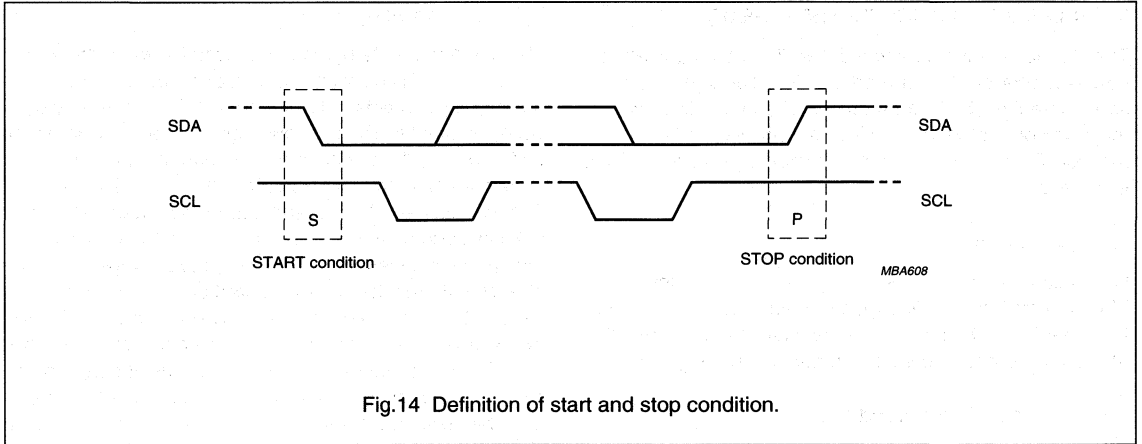 SDA
SDA
SCL
SCL
S
P
START condition
STOP condition
MBA608
Fig.14 Definition of start and stop condition.